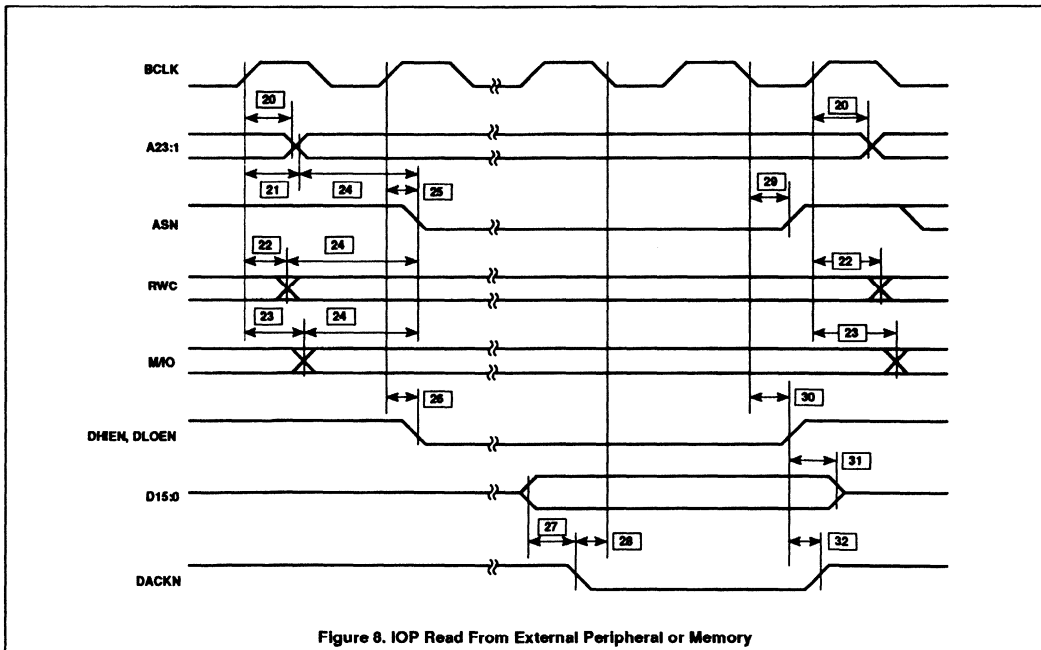 BCLK
20 20
A23:1
21 24 25 29
ASN
22 24 22
RWC
23 24 23
M/IO
26 30
DHIEN, DLOEN
31
D15:0
27 28 32
DACKN
Figure 8. IOP Read From External Peripheral or Memory